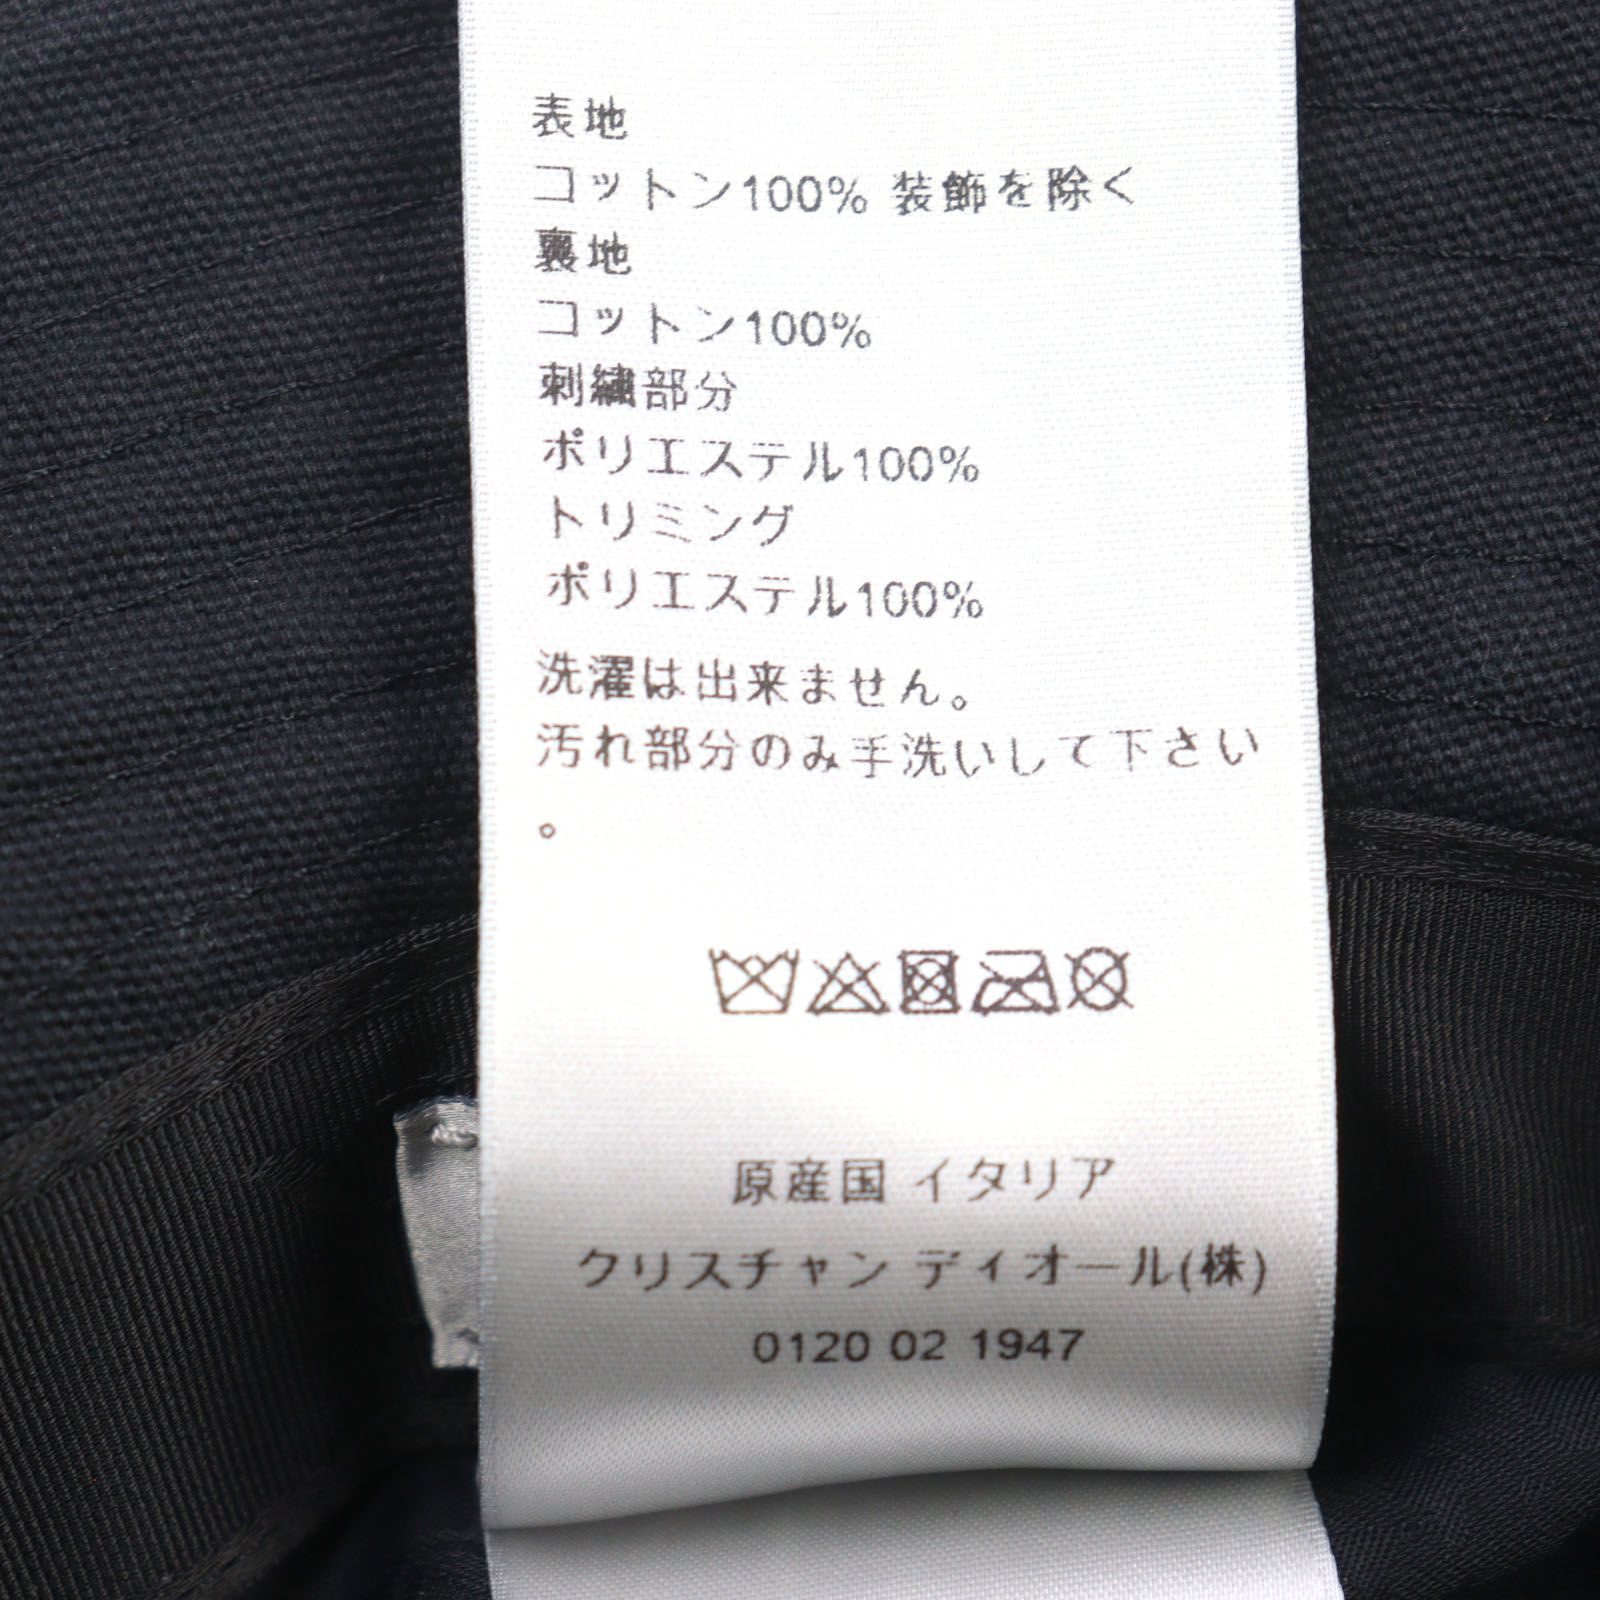 表地
コットン100% 装飾を除く
裏地
コットン100%
刺繍部分
ポリエステル100%
トリミング
ポリエステル100%
洗濯は出来ません。
汚れ部分のみ手洗いして下さい
。
原産国 イタリア
クリスチャン ディオール(株)
0120 02 1947